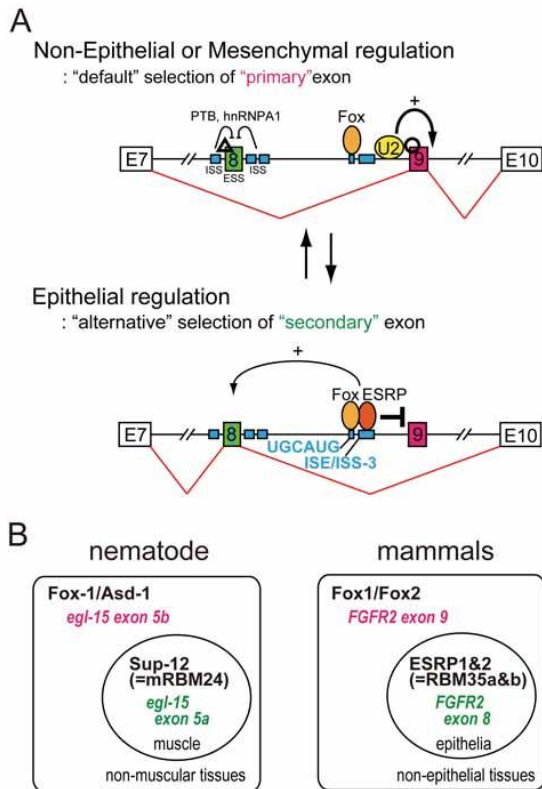 A
Non-Epithelial or Mesenchymal regulation
: “default” selection of “primary”exon
PTB, hnRNPA1
Fox
+
U2
E7
8
9
E10
ISS
ESS
ISS
Epithelial regulation
: “alternative” selection of “secondary” exon
+
Fox ESRP
E7
8
9
E10
UGCAUG
ISE/ISS-3
B
nematode
Fox-1/Asd-1
egl-15 exon 5b
Sup-12
(=mRBM24)
egl-15
exon 5a
muscle
non-muscular tissues
mammals
Fox1/Fox2
FGFR2 exon 9
ESRP1&2
(=RBM35a&b)
FGFR2
exon 8
epithelia
non-epithelial tissues